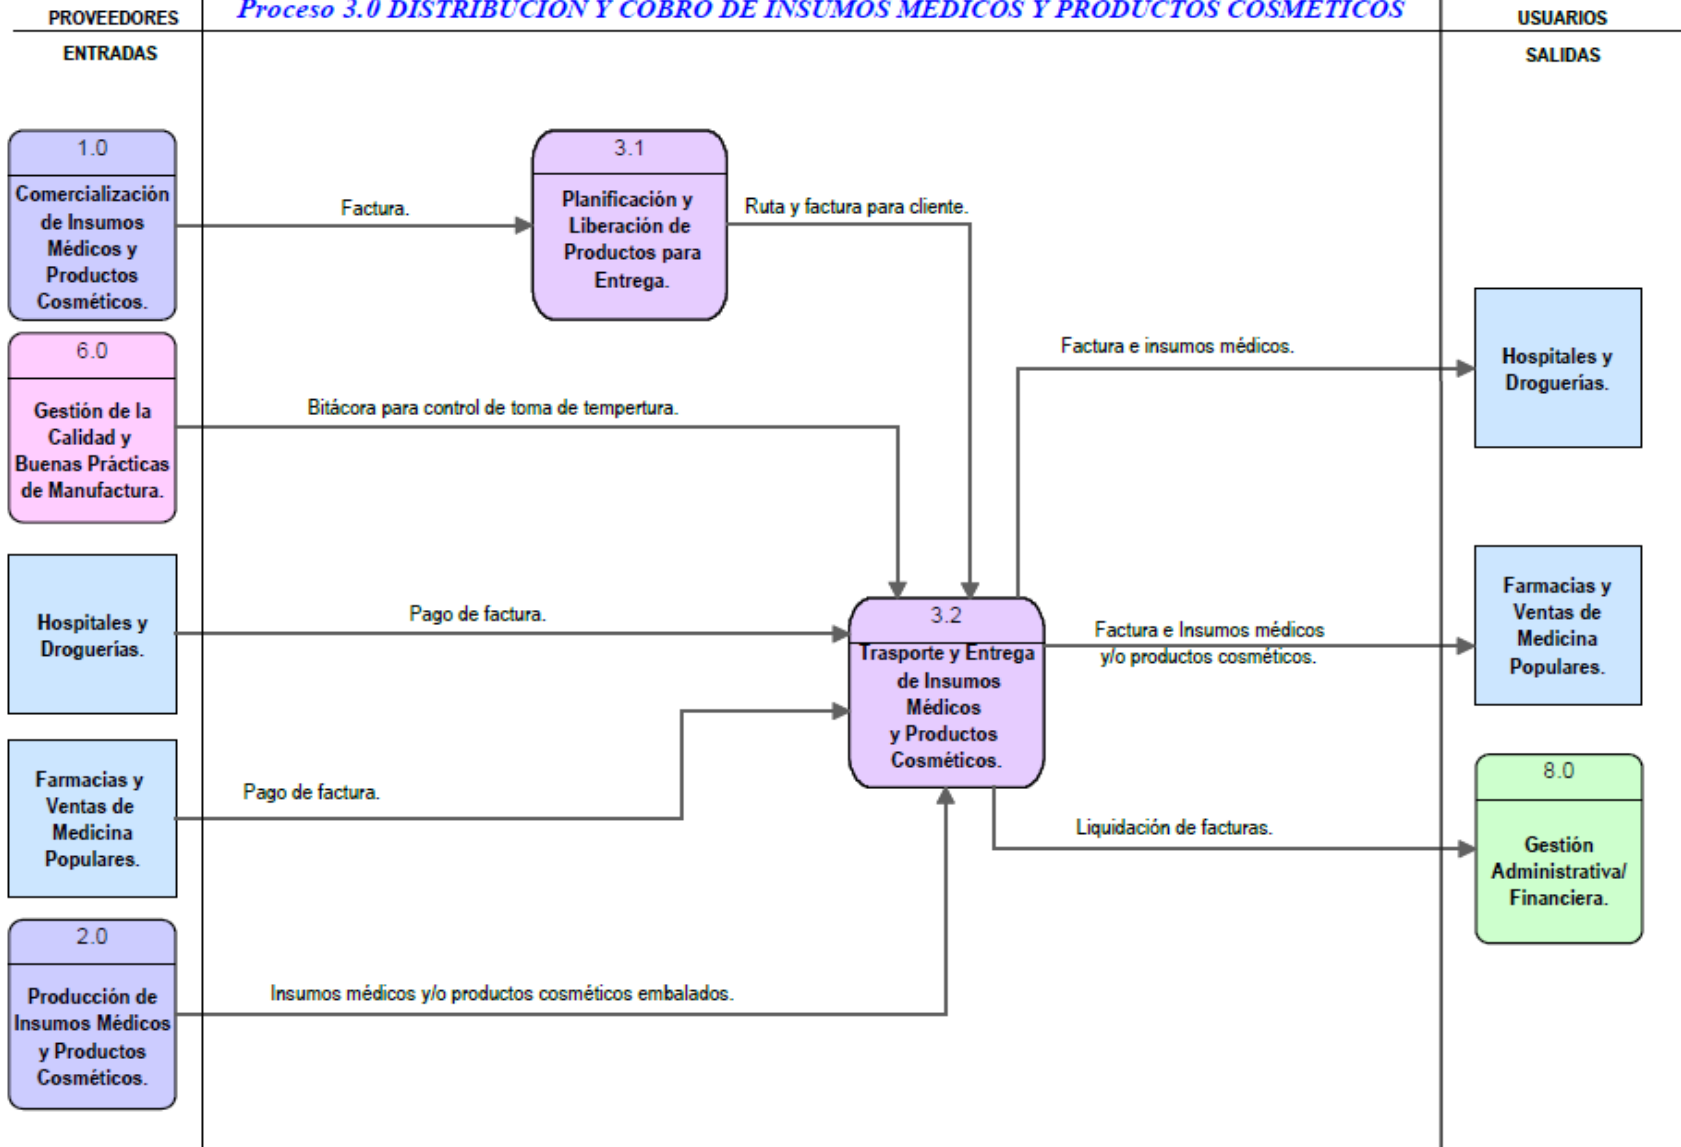 PROVEEDORES
Proceso 3.0 DISTRIBUCIÓN Y COBRO DE INSUMOS MÉDICOS Y PRODUCTOS COSMÉTICOS
USUARIOS
ENTRADAS
SALIDAS
1.0
Comercialización
de Insumos
Médicos y
Productos
Cosméticos.
Factura.
3.1
Planificación y
Liberación de
Productos para
Entrega.
Ruta y factura para cliente.
6.0
Gestión de la
Calidad y
Buenas Prácticas
de Manufactura.
Bitácora para control de toma de tempertura.
Factura e insumos médicos.
Hospitales y
Droguerías.
Hospitales y
Droguerías.
Pago de factura.
3.2
Trasporte y Entrega
de Insumos
Médicos
y Productos
Cosméticos.
Factura e Insumos médicos
y/o productos cosméticos.
Farmacias y
Ventas de
Medicina
Populares.
Farmacias y
Ventas de
Medicina
Populares.
Pago de factura.
Liquidación de facturas.
8.0
Gestión
Administrativa/
Financiera.
2.0
Producción de
Insumos Médicos
y Productos
Cosméticos.
Insumos médicos y/o productos cosméticos embalados.